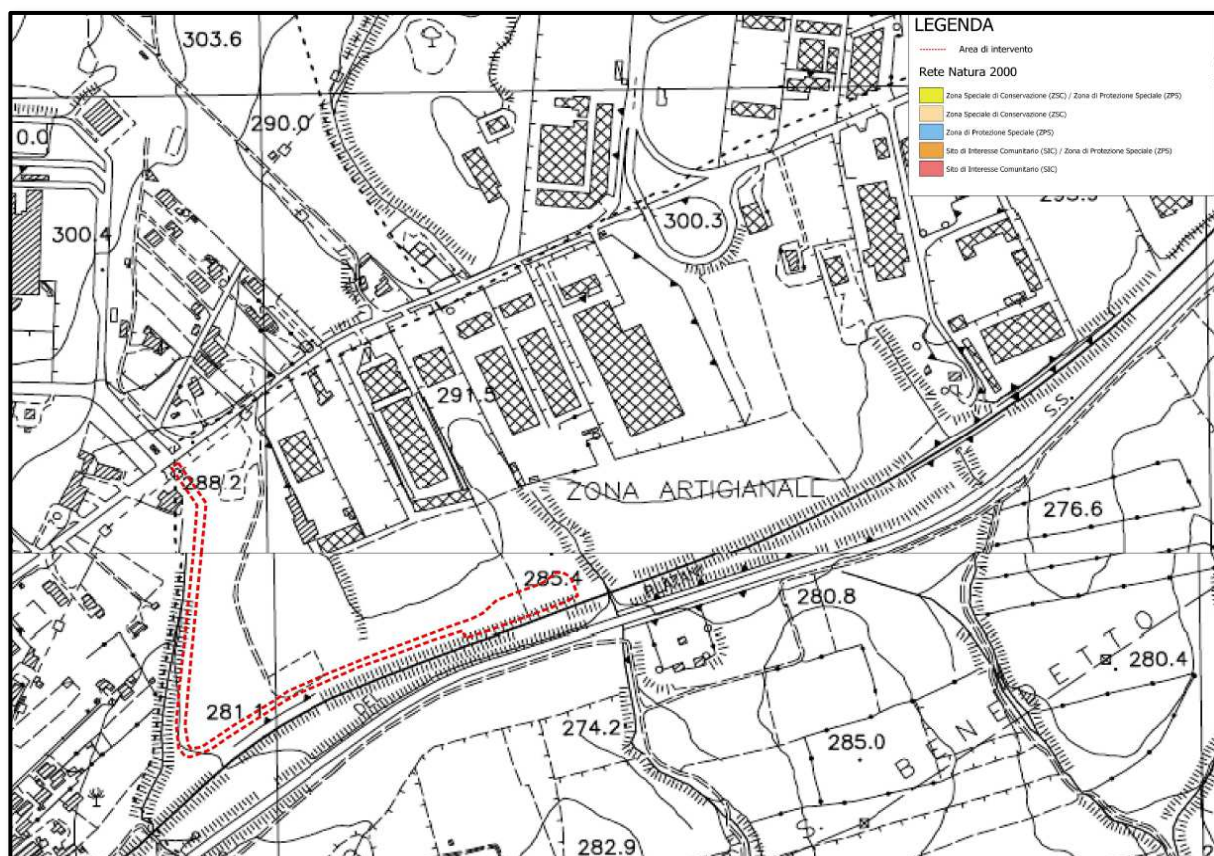 LEGENDA
Area di intervento
Rete Natura 2000
Zona Speciale di Conservazione (ZSC) / Zona di Protezione Speciale (ZPS)
Zona Speciale di Conservazione (ZSC)
Zona di Protezione Speciale (ZPS)
Sito di Interesse Comunitario (SIC) / Zona di Protezione Speciale (ZPS)
Sito di Interesse Comunitario (SIC)
303.6
290.0
0.0
300.4
300.3
291.5
288.2
ZONA ARTIGIANALE
S.S.
276.6
285.4
280.8
280.4
281.1
DEL
274.2
285.0
S. BENEDETTO
282.9